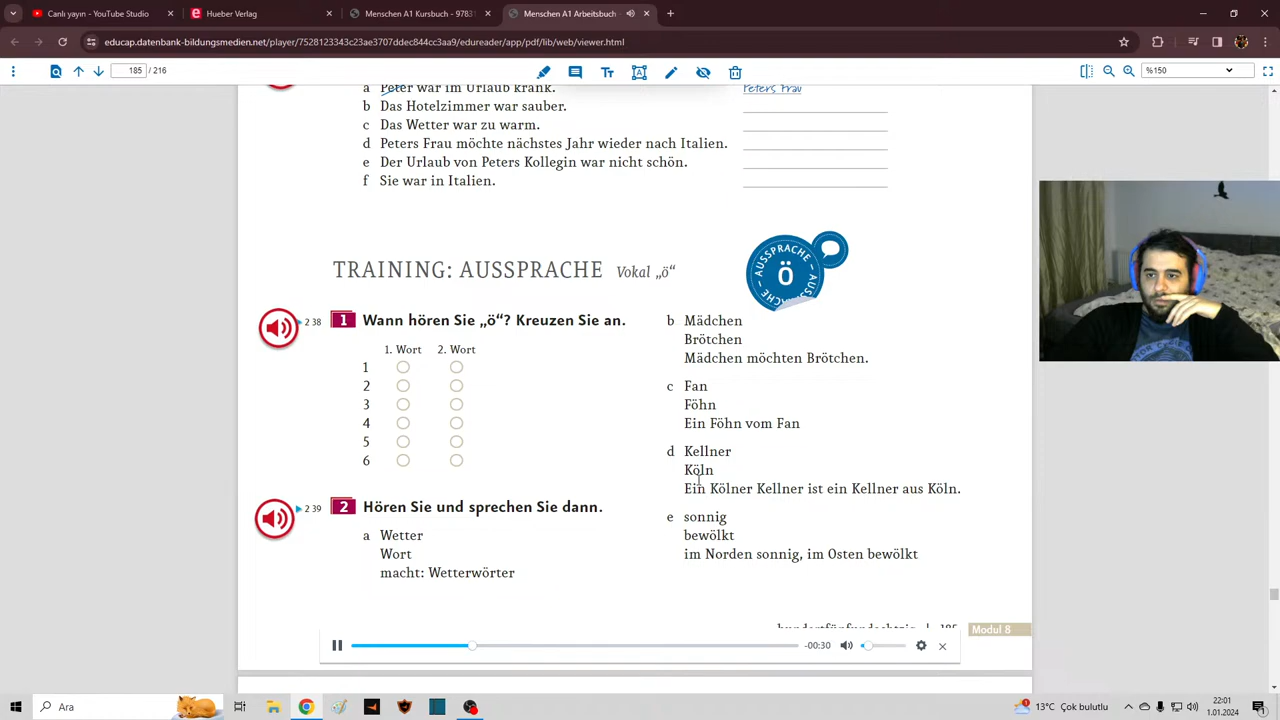 Canlı yayın - YouTube Studio
Hueber Verlag
Menschen A1 Kursbuch - 9783
Menschen A1 Arbeitsbuch
educap.datenbank-bildungsmedien.net/player/7528123343c23ae3707ddec844cc3aa9/edureader/app/pdf/lib/web/viewer.html
185 / 216
%150
a Peter war im Urlaub krank. Peters Frau
b Das Hotelzimmer war sauber.
c Das Wetter war zu warm.
d Peters Frau möchte nächstes Jahr wieder nach Italien.
e Der Urlaub von Peters Kollegin war nicht schön.
f Sie war in Italien.
TRAINING: AUSSPRACHE Vokal „ö“
AUSSPRACHE
Ö
2 38 1 Wann hören Sie „ö“? Kreuzen Sie an.
1. Wort 2. Wort
1
2
3
4
5
6
2 39 2 Hören Sie und sprechen Sie dann.
a Wetter
Wort
macht: Wetterwörter
b Mädchen
Brötchen
Mädchen möchten Brötchen.
c Fan
Föhn
Ein Föhn vom Fan
d Kellner
Köln
Ein Kölner Kellner ist ein Kellner aus Köln.
e sonnig
bewölkt
im Norden sonnig, im Osten bewölkt
hundertfünfundachtzig | 185 Modul 8
-00:30
Ara
13°C Çok bulutlu
22:01
1.01.2024